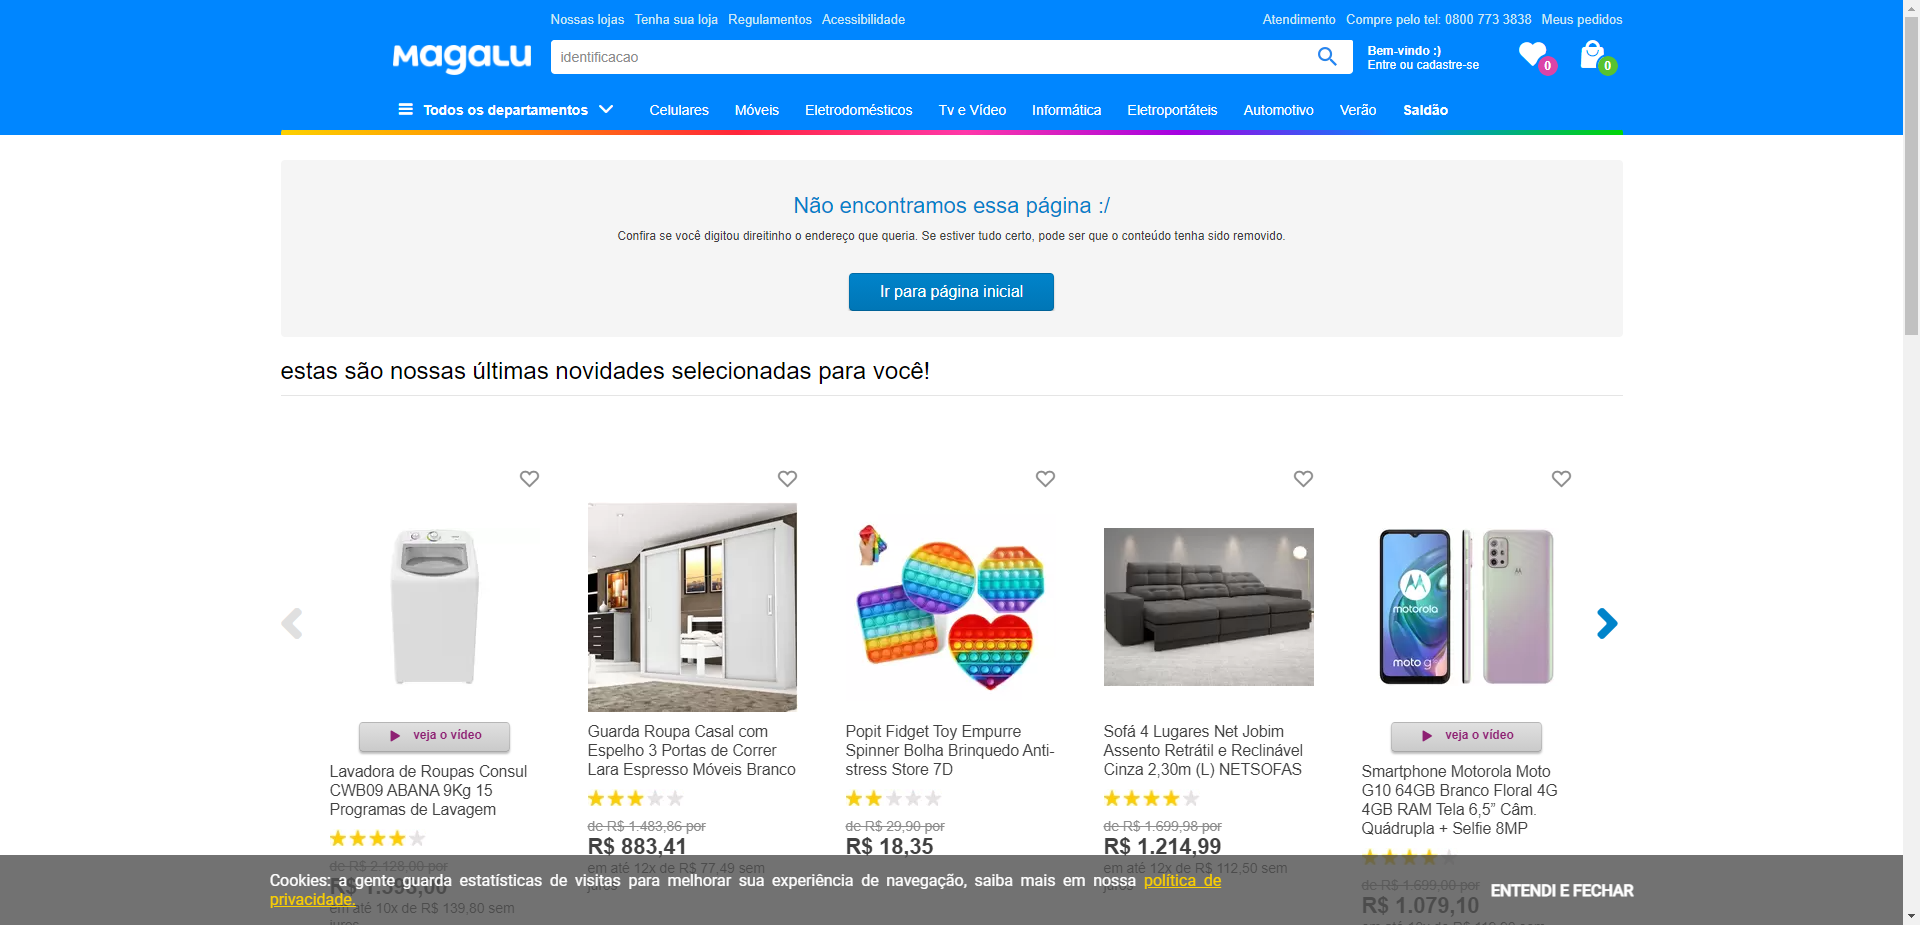 Nossas lojas Tenha sua loja Regulamentos Acessibilidade
Atendimento Compre pelo tel: 0800 773 3838 Meus pedidos
MAGALU
identificacao
Bem-vindo :)
Entre ou cadastre-se
0
0
Todos os departamentos
Celulares Móveis Eletrodomésticos Tv e Vídeo Informática Eletroportáteis Automotivo Verão Saldão
Não encontramos essa página :/
Confira se você digitou direitinho o endereço que queria. Se estiver tudo certo, pode ser que o conteúdo tenha sido removido.
Ir para página inicial
estas são nossas últimas novidades selecionadas para você!
veja o vídeo
Lavadora de Roupas Consul
CWB09 ABANA 9Kg 15
Programas de Lavagem
de R$ 2.128,00 por
em até 10x de R$ 139,80 sem
juros
Guarda Roupa Casal com
Espelho 3 Portas de Correr
Lara Espresso Móveis Branco
de R$ 1.483,86 por
R$ 883,41
em até 12x de R$ 77,49 sem
juros
Popit Fidget Toy Empurre
Spinner Bolha Brinquedo Anti-
stress Store 7D
de R$ 29,90 por
R$ 18,35
Sofá 4 Lugares Net Jobim
Assento Retrátil e Reclinável
Cinza 2,30m (L) NETSOFAS
de R$ 1.699,98 por
R$ 1.214,99
em até 12x de R$ 112,50 sem
motorola
moto g
veja o vídeo
Smartphone Motorola Moto
G10 64GB Branco Floral 4G
4GB RAM Tela 6,5” Câm.
Quádrupla + Selfie 8MP
de R$ 1.699,00 por
R$ 1.079,10
Cookies: a gente guarda estatísticas de visitas para melhorar sua experiência de navegação, saiba mais em nossa política de
privacidade.
ENTENDI E FECHAR